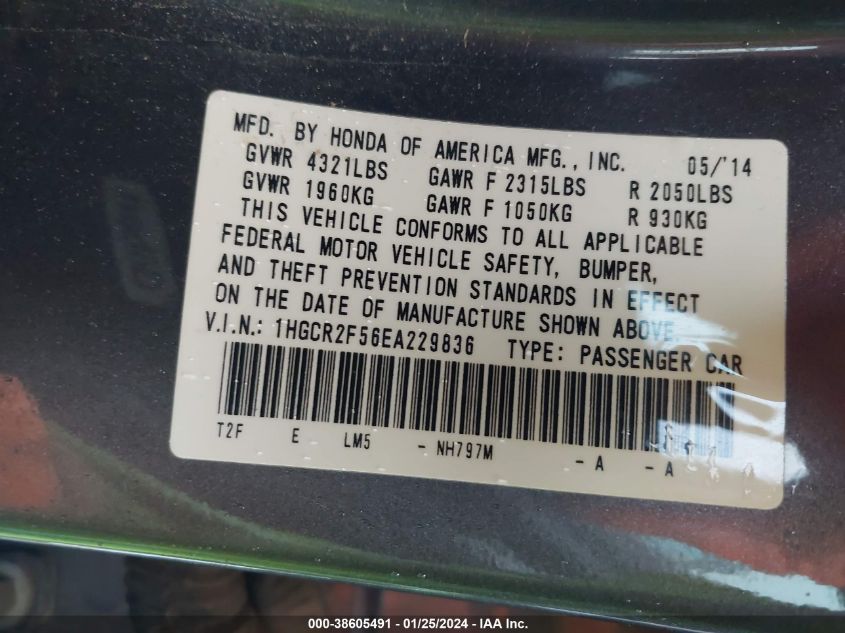 MFD. BY HONDA OF AMERICA MFG., INC. 05/'14
GVWR 4321LBS GAWR F 2315LBS R 2050LBS
GVWR 1960KG GAWR F 1050KG R 930KG
THIS VEHICLE CONFORMS TO ALL APPLICABLE
FEDERAL MOTOR VEHICLE SAFETY, BUMPER,
AND THEFT PREVENTION STANDARDS IN EFFECT
ON THE DATE OF MANUFACTURE SHOWN ABOVE
V.I.N.: 1HGCR2F56EA229836 TYPE: PASSENGER CAR
T2F E LM5 - NH797M - A - A
000-38605491 - 01/25/2024 - IAA Inc.